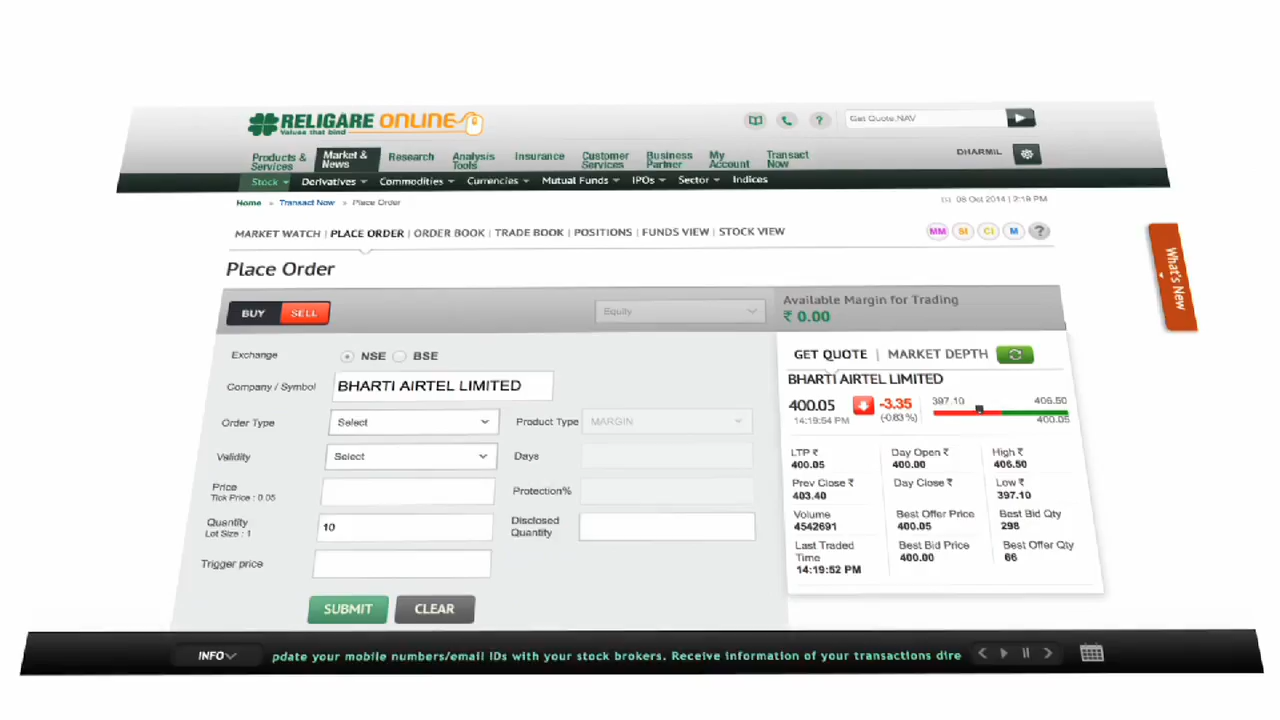 RELIGARE ONLINE
Values that bind
Get Quote,NAV
Products & Services
Market & News
Research
Analysis Tools
Insurance
Customer Services
Business Partner
My Account
Transact Now
DHARMIL
Stock Derivatives Commodities Currencies Mutual Funds IPOs Sector Indices
Home » Transact Now » Place Order
08 Oct 2014 | 2:19 PM
MARKET WATCH | PLACE ORDER | ORDER BOOK | TRADE BOOK | POSITIONS | FUNDS VIEW | STOCK VIEW
MM SI CI M ?
What's New
Place Order
BUY SELL
Equity
Available Margin for Trading
₹ 0.00
Exchange NSE BSE
Company / Symbol BHARTI AIRTEL LIMITED
Order Type Select Product Type MARGIN
Validity Select Days
Price Protection%
Tick Price : 0.05
Quantity 10 Disclosed Quantity
Lot Size : 1
Trigger price
SUBMIT CLEAR
GET QUOTE | MARKET DEPTH
BHARTI AIRTEL LIMITED
400.05 -3.35 397.10 406.50
14:19:54 PM (-0.83 %) 400.05
LTP ₹ Day Open ₹ High ₹
400.05 400.00 406.50
Prev Close ₹ Day Close ₹ Low ₹
403.40 397.10
Volume Best Offer Price Best Bid Qty
4542691 400.05 298
Last Traded Time Best Bid Price Best Offer Qty
14:19:52 PM 400.00 66
INFO pdate your mobile numbers/email IDs with your stock brokers. Receive information of your transactions dire